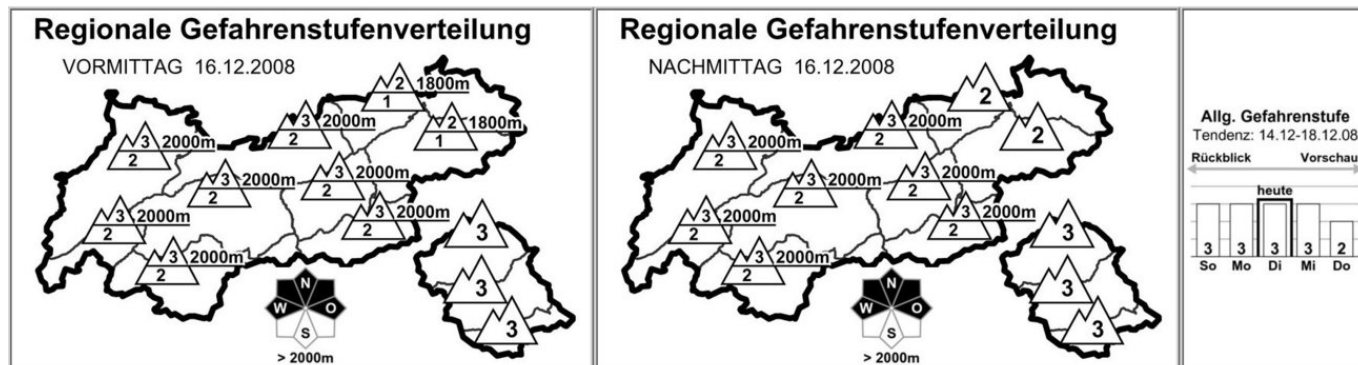 Regionale Gefahrenstufenverteilung
VORMITTAG 16.12.2008
2 1800m
1
3 2000m
2
2 1800m
1
3 2000m
2
3 2000m
2
3 2000m
2
3 2000m
2
3 2000m
2
3
3 2000m
2
3
3
N
W O
S
> 2000m
Regionale Gefahrenstufenverteilung
NACHMITTAG 16.12.2008
2
3 2000m
2
2
3 2000m
2
3 2000m
2
3 2000m
2
3 2000m
2
3 2000m
2
3
3 2000m
2
3
3
N
W O
S
> 2000m
Allg. Gefahrenstufe
Tendenz: 14.12-18.12.08
Rückblick Vorschau
heute
3 3 3 3 2
So Mo Di Mi Do